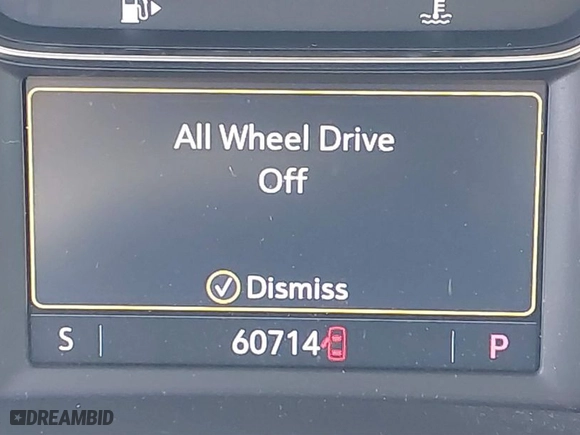 All Wheel Drive
Off
Dismiss
S 60714 P
DREAMBID